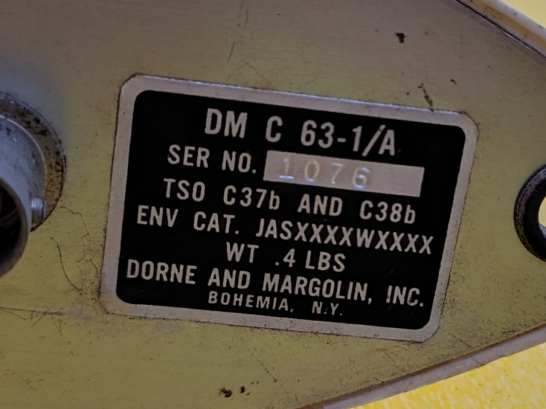 DM C 63-1/A
SER NO. 1076
TSO C37b AND C38b
ENV CAT. JASXXXXWXXXX
WT .4 LBS
DORNE AND MARGOLIN, INC.
BOHEMIA, N.Y.